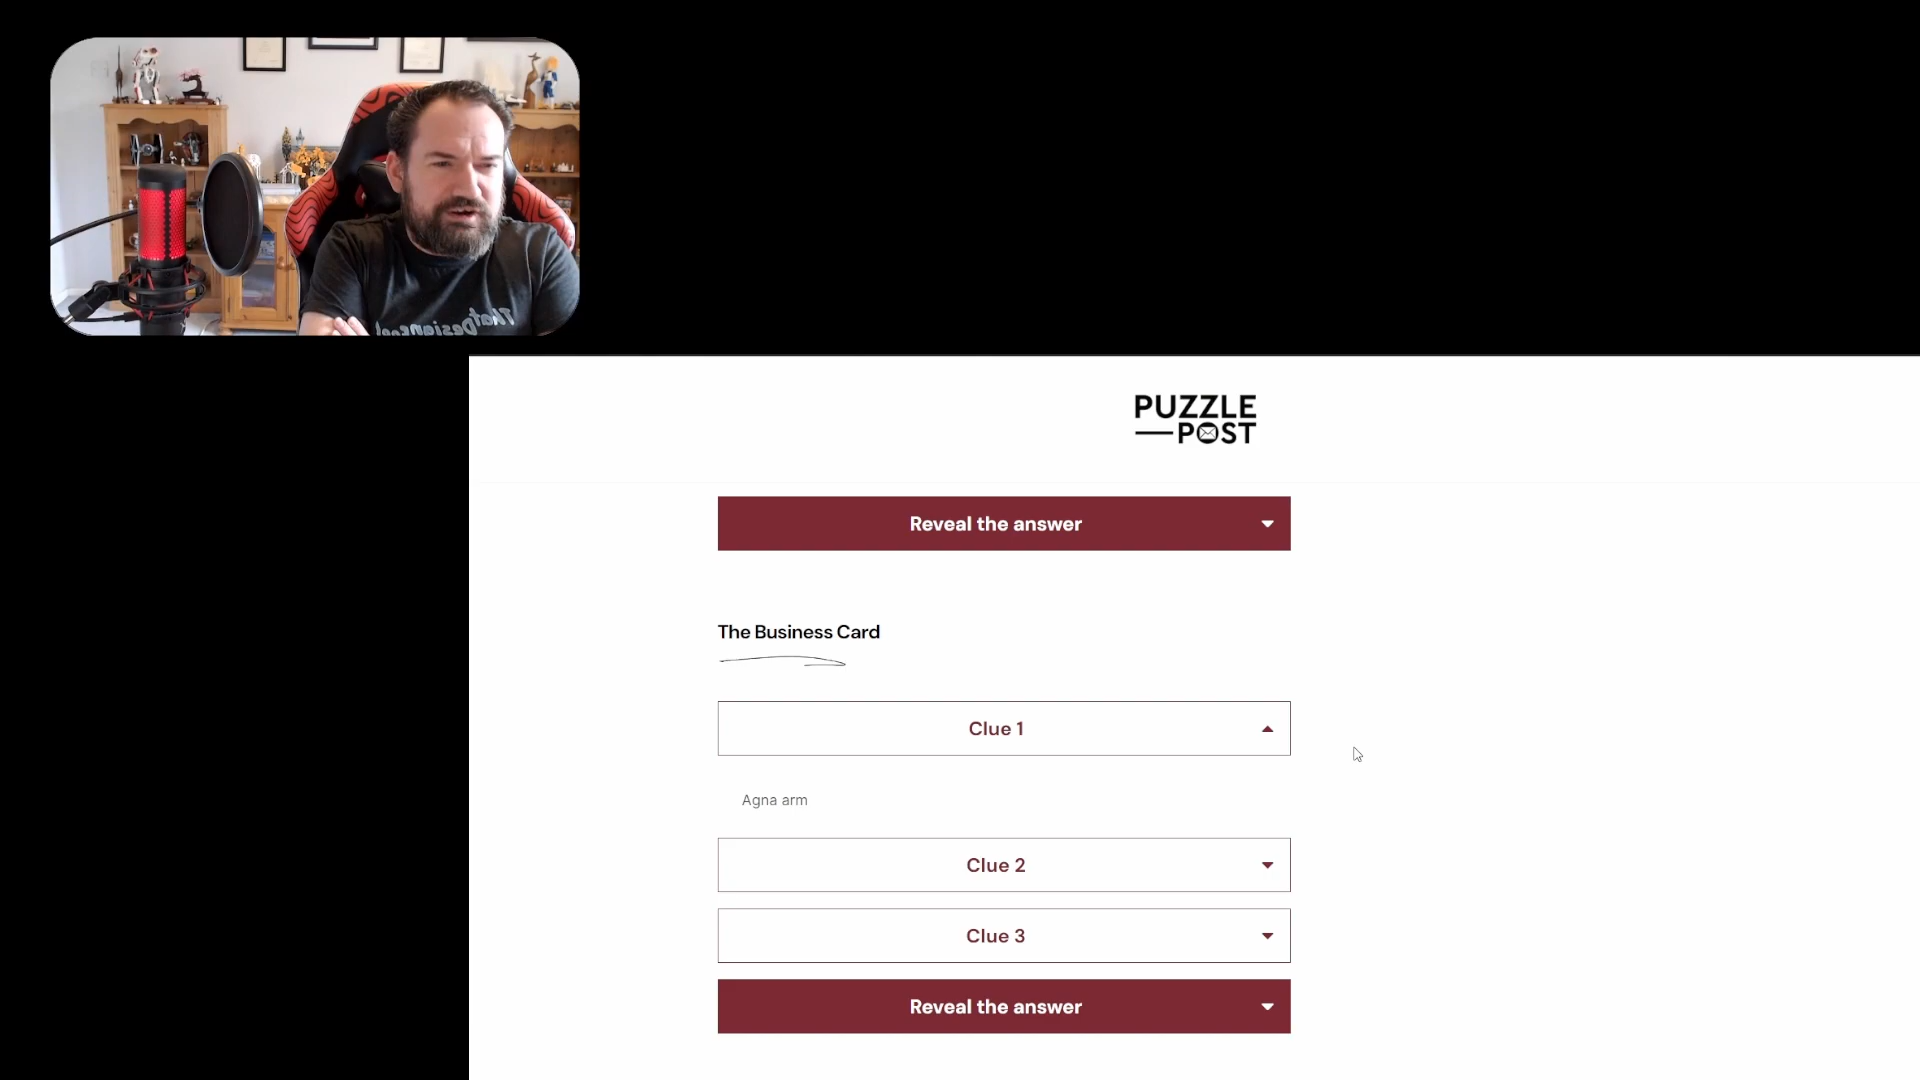 ThatDesignsCool
PUZZLE
POST
Reveal the answer
The Business Card
Clue 1
Agna arm
Clue 2
Clue 3
Reveal the answer